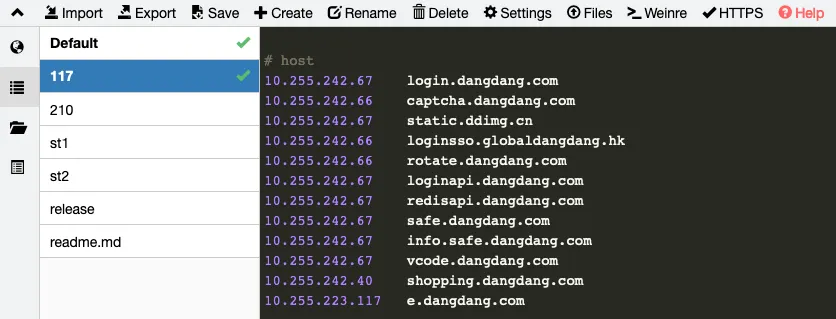 Import Export Save Create Rename Delete Settings Files Weinre HTTPS Help
Default
117
210
st1
st2
release
readme.md
# host
10.255.242.67 login.dangdang.com
10.255.242.66 captcha.dangdang.com
10.255.242.67 static.ddimg.cn
10.255.242.66 loginsso.globaldangdang.hk
10.255.242.66 rotate.dangdang.com
10.255.242.67 loginapi.dangdang.com
10.255.242.67 redisapi.dangdang.com
10.255.242.67 safe.dangdang.com
10.255.242.67 info.safe.dangdang.com
10.255.242.67 vcode.dangdang.com
10.255.242.40 shopping.dangdang.com
10.255.223.117 e.dangdang.com